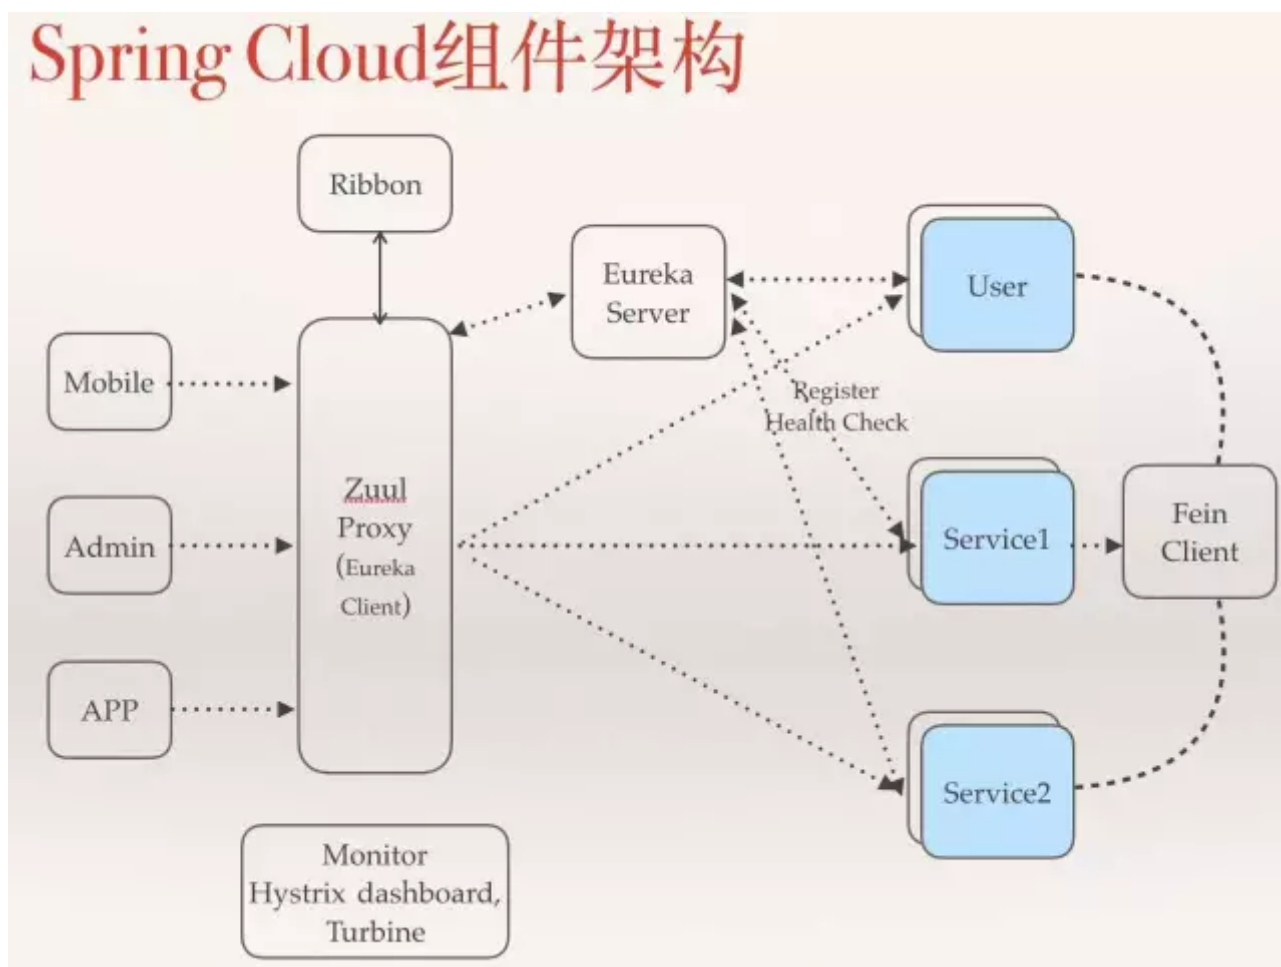 Spring Cloud组件架构
Ribbon
Eureka
Server
User
Mobile
Register
Health Check
Zuul
Proxy
(Eureka
Client)
Admin
Service1
Fein
Client
APP
Service2
Monitor
Hystrix dashboard,
Turbine